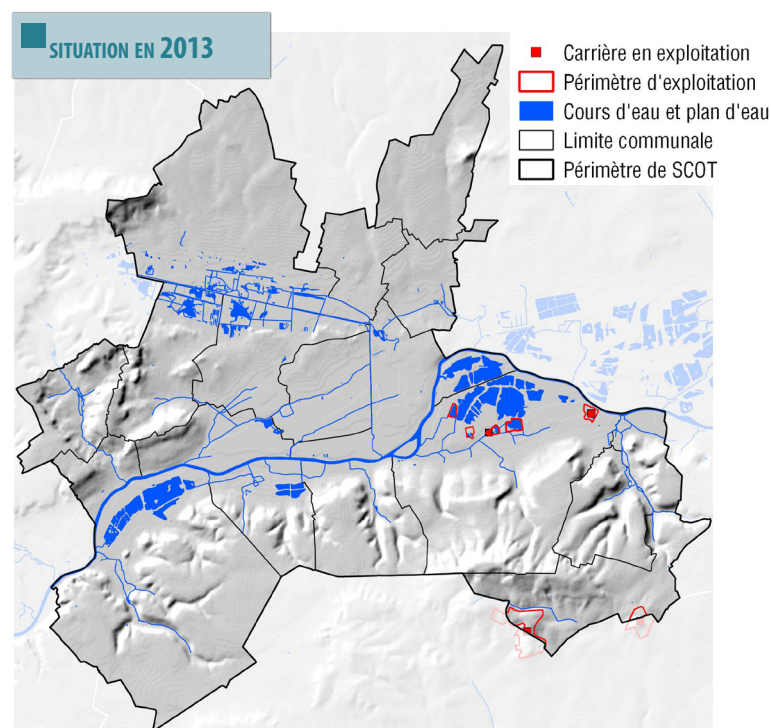 SITUATION EN 2013
Carrière en exploitation
Périmètre d'exploitation
Cours d'eau et plan d'eau
Limite communale
Périmètre de SCOT